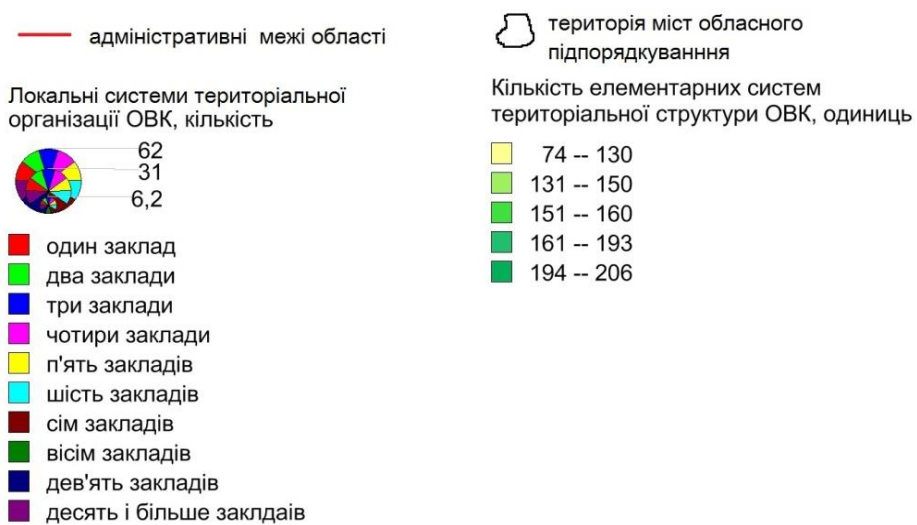 адміністративні межі області
Локальні системи територіальної
організації ОВК, кількість
62
31
6,2
один заклад
два заклади
три заклади
чотири заклади
п'ять закладів
шість закладів
сім закладів
вісім закладів
дев'ять закладів
десять і більше заклдаів
територія міст обласного
підпорядкуванння
Кількість елементарних систем
територіальної структури ОВК, одиниць
74 -- 130
131 -- 150
151 -- 160
161 -- 193
194 -- 206